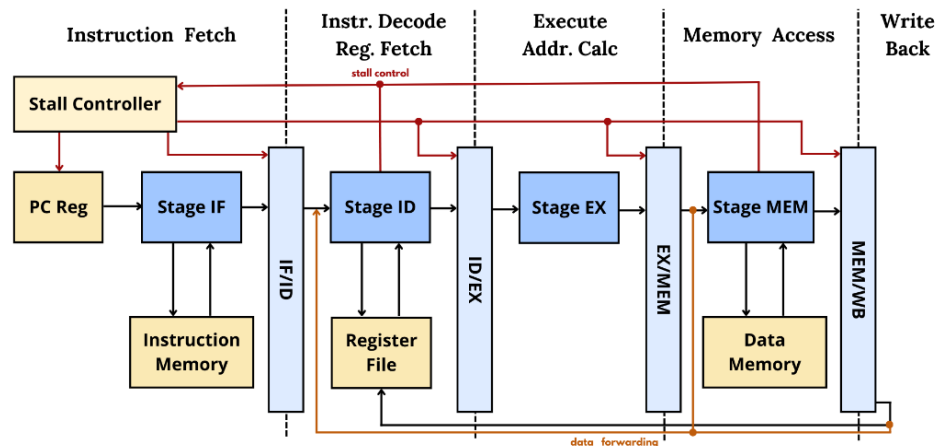 Instruction Fetch
Instr. Decode
Reg. Fetch
Execute
Addr. Calc
Memory Access
Write
Back
stall control
Stall Controller
PC Reg
Stage IF
IF/ID
Stage ID
ID/EX
Stage EX
EX/MEM
Stage MEM
MEM/WB
Instruction
Memory
Register
File
Data
Memory
data forwarding